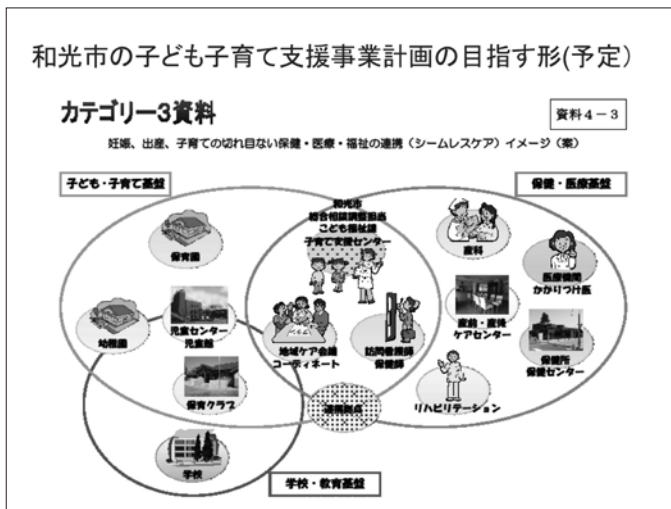 和光市の子ども子育て支援事業計画の目指す形(予定)
カテゴリー3資料
資料4-3
妊娠、出産、子育ての切れ目ない保健・医療・福祉の連携(シームレスケア)イメージ(案)
子ども・子育て基盤
保健・医療基盤
和光市
総合相談調整担当
こども福祉課
子育て支援センター
保育園
産科
医療機関
かかりつけ医
幼稚園
児童センター
児童館
地域ケア会議
コーディネート
訪問看護師
保健師
産前・産後
ケアセンター
保健所
保健センター
保育クラブ
連携拠点
リハビリテーション
学校
学校・教育基盤